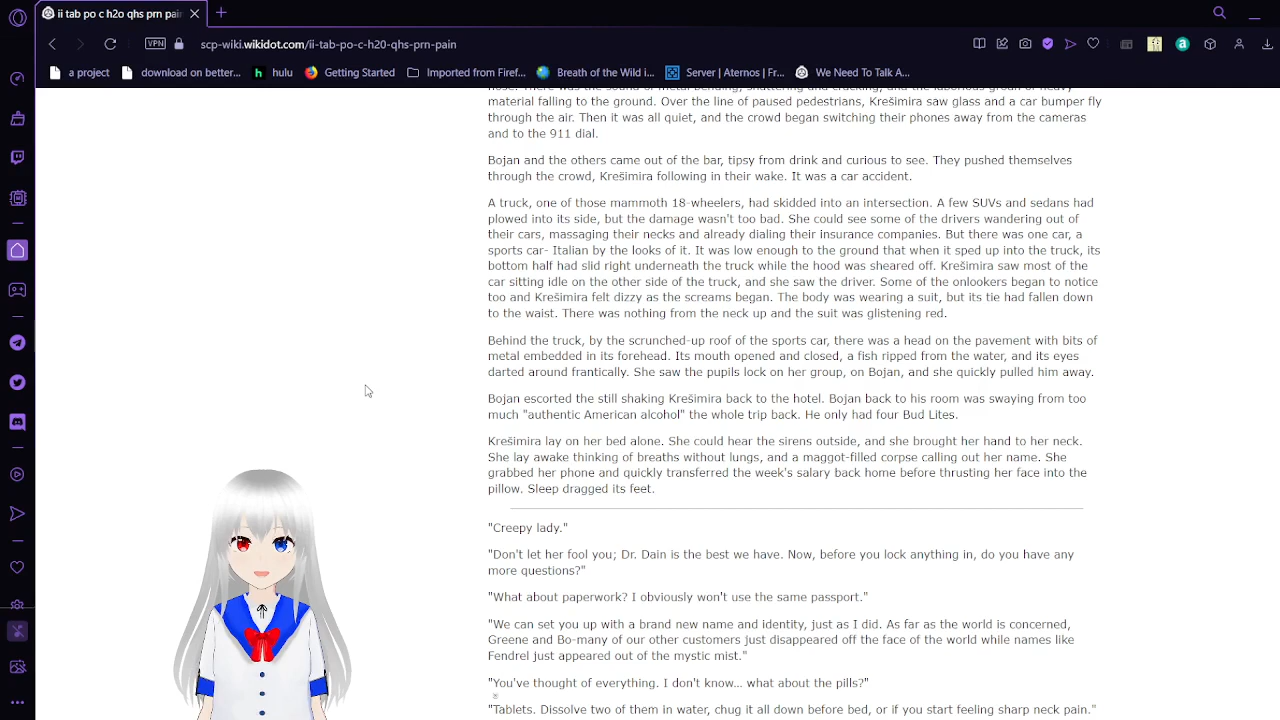 ii tab po c h2o qhs prn pain
VPN
scp-wiki.wikidot.com/ii-tab-po-c-h20-qhs-prn-pain
a project
download on better...
hulu
Getting Started
Imported from Firef...
Breath of the Wild i...
Server | Aternos | Fr...
We Need To Talk A...
nose. There was the sound of metal bending, shattering and cracking, and the laborious groan of heavy
material falling to the ground. Over the line of paused pedestrians, Krešimira saw glass and a car bumper fly
through the air. Then it was all quiet, and the crowd began switching their phones away from the cameras
and to the 911 dial.
Bojan and the others came out of the bar, tipsy from drink and curious to see. They pushed themselves
through the crowd, Krešimira following in their wake. It was a car accident.
A truck, one of those mammoth 18-wheelers, had skidded into an intersection. A few SUVs and sedans had
plowed into its side, but the damage wasn't too bad. She could see some of the drivers wandering out of
their cars, massaging their necks and already dialing their insurance companies. But there was one car, a
sports car- Italian by the looks of it. It was low enough to the ground that when it sped up into the truck, its
bottom half had slid right underneath the truck while the hood was sheared off. Krešimira saw most of the
car sitting idle on the other side of the truck, and she saw the driver. Some of the onlookers began to notice
too and Krešimira felt dizzy as the screams began. The body was wearing a suit, but its tie had fallen down
to the waist. There was nothing from the neck up and the suit was glistening red.
Behind the truck, by the scrunched-up roof of the sports car, there was a head on the pavement with bits of
metal embedded in its forehead. Its mouth opened and closed, a fish ripped from the water, and its eyes
darted around frantically. She saw the pupils lock on her group, on Bojan, and she quickly pulled him away.
Bojan escorted the still shaking Krešimira back to the hotel. Bojan back to his room was swaying from too
much "authentic American alcohol" the whole trip back. He only had four Bud Lites.
Krešimira lay on her bed alone. She could hear the sirens outside, and she brought her hand to her neck.
She lay awake thinking of breaths without lungs, and a maggot-filled corpse calling out her name. She
grabbed her phone and quickly transferred the week's salary back home before thrusting her face into the
pillow. Sleep dragged its feet.
"Creepy lady."
"Don't let her fool you; Dr. Dain is the best we have. Now, before you lock anything in, do you have any
more questions?"
"What about paperwork? I obviously won't use the same passport."
"We can set you up with a brand new name and identity, just as I did. As far as the world is concerned,
Greene and Bo-many of our other customers just disappeared off the face of the world while names like
Fendrel just appeared out of the mystic mist."
"You've thought of everything. I don't know... what about the pills?"
"Tablets. Dissolve two of them in water, chug it all down before bed, or if you start feeling sharp neck pain."